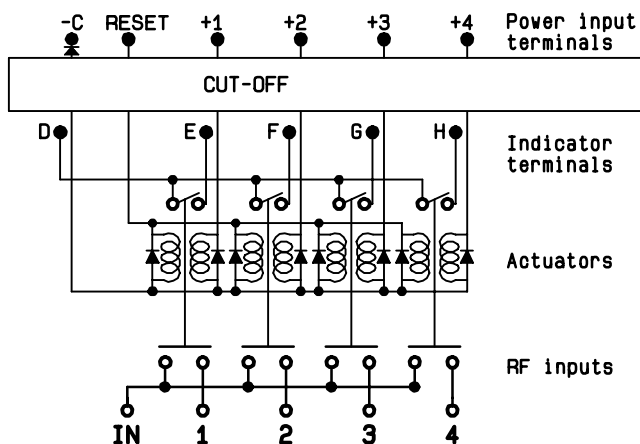 -C RESET +1 +2 +3 +4 Power input
terminals
CUT-OFF
D E F G H Indicator
terminals
Actuators
RF inputs
IN 1 2 3 4